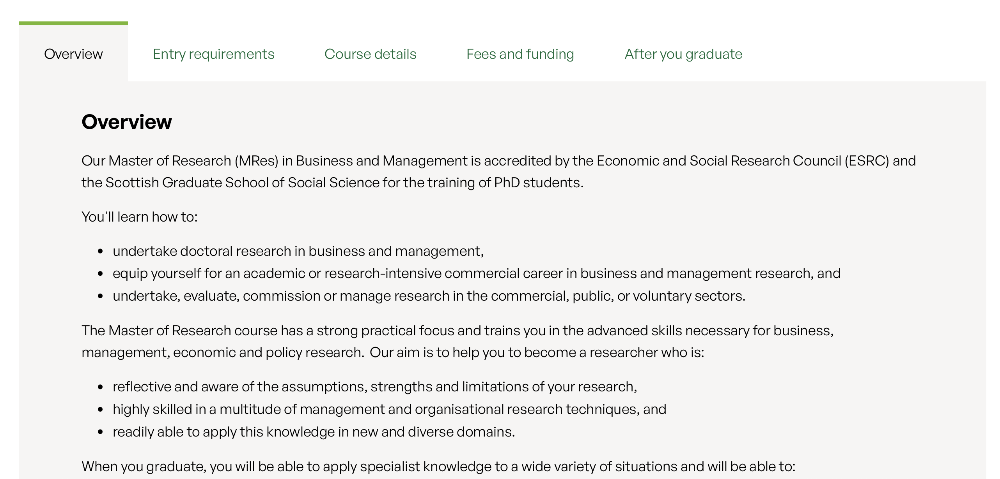 Overview
Entry requirements
Course details
Fees and funding
After you graduate
Overview
Our Master of Research (MRes) in Business and Management is accredited by the Economic and Social Research Council (ESRC) and
the Scottish Graduate School of Social Science for the training of PhD students.
You'll learn how to:
• undertake doctoral research in business and management,
• equip yourself for an academic or research-intensive commercial career in business and management research, and
• undertake, evaluate, commission or manage research in the commercial, public, or voluntary sectors.
The Master of Research course has a strong practical focus and trains you in the advanced skills necessary for business,
management, economic and policy research.  Our aim is to help you to become a researcher who is:
• reflective and aware of the assumptions, strengths and limitations of your research,
• highly skilled in a multitude of management and organisational research techniques, and
• readily able to apply this knowledge in new and diverse domains.
When you graduate, you will be able to apply specialist knowledge to a wide variety of situations and will be able to: